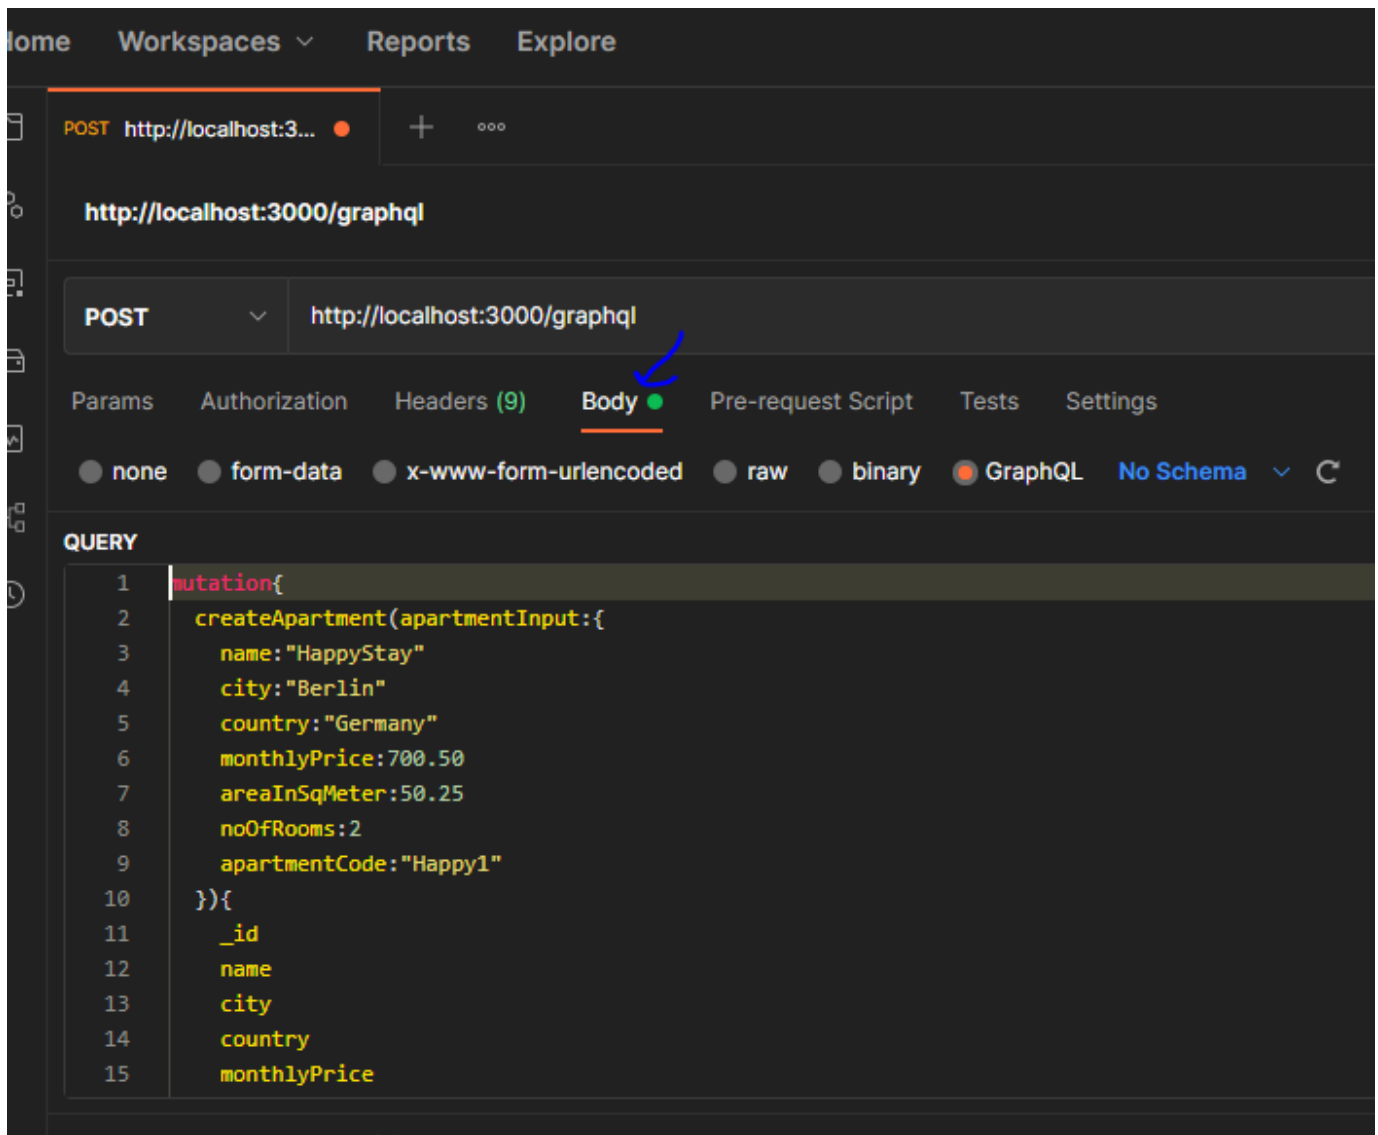 Home Workspaces Reports Explore
POST http://localhost:3...
http://localhost:3000/graphql
POST http://localhost:3000/graphql
Params Authorization Headers (9) Body Pre-request Script Tests Settings
none form-data x-www-form-urlencoded raw binary GraphQL No Schema
QUERY
1 mutation{
2 createApartment(apartmentInput:{
3 name:"HappyStay"
4 city:"Berlin"
5 country:"Germany"
6 monthlyPrice:700.50
7 areaInSqMeter:50.25
8 noOfRooms:2
9 apartmentCode:"Happy1"
10 }){
11 _id
12 name
13 city
14 country
15 monthlyPrice